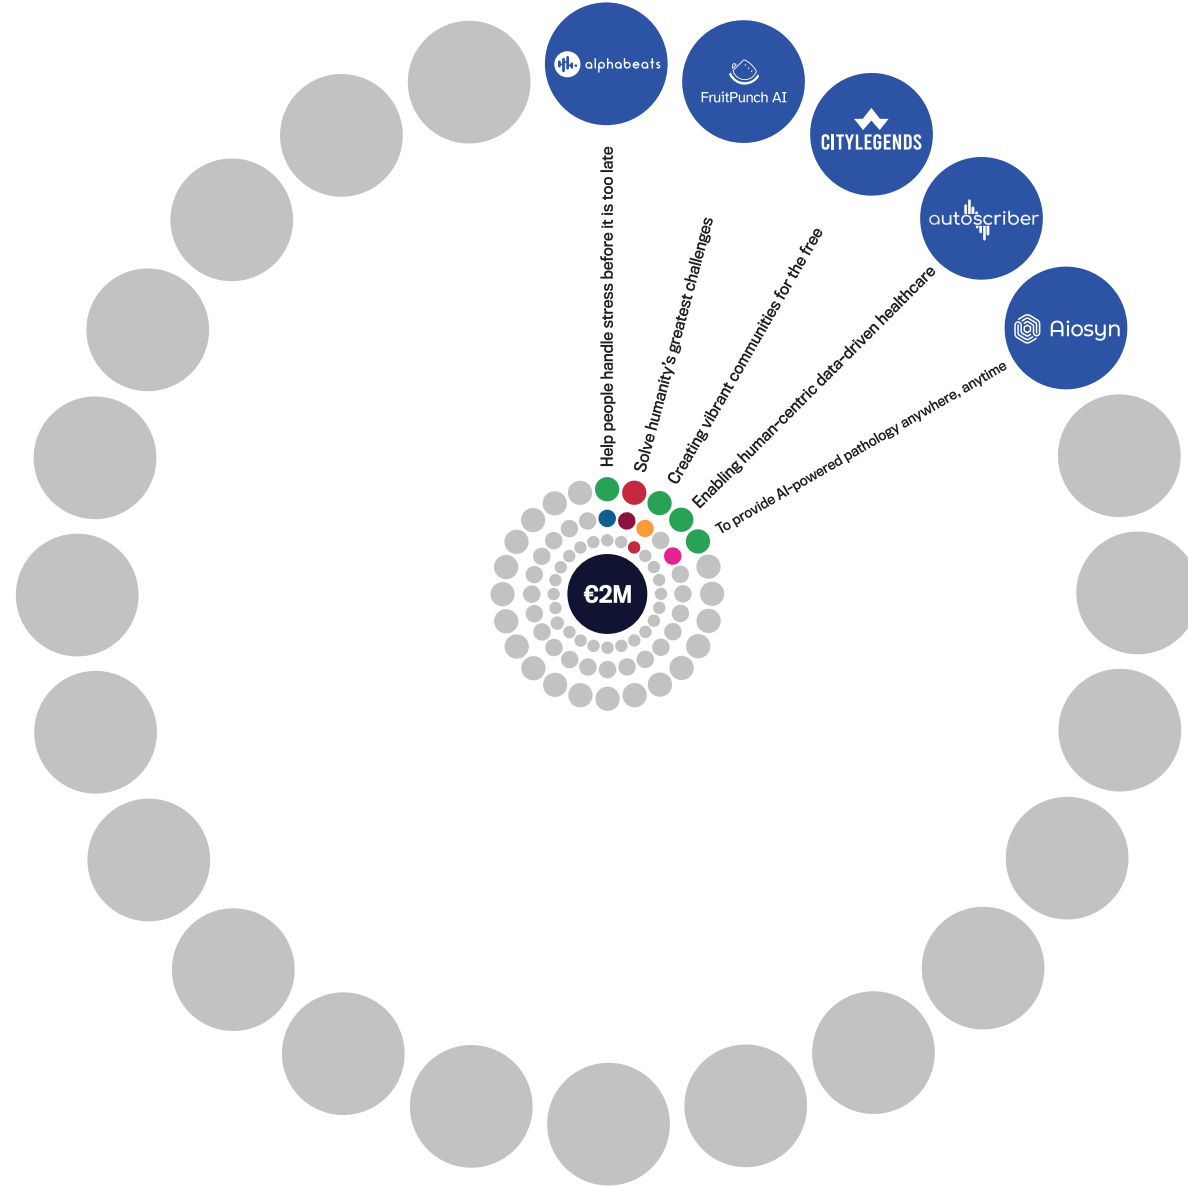 alphabeats
FruitPunch AI
CITYLEGENDS
autoscriber
Aiosyn
Help people handle stress before it is too late
Solve humanity's greatest challenges
Creating vibrant communities for the free
Enabling human-centric data-driven healthcare
To provide AI-powered pathology anywhere, anytime
€2M